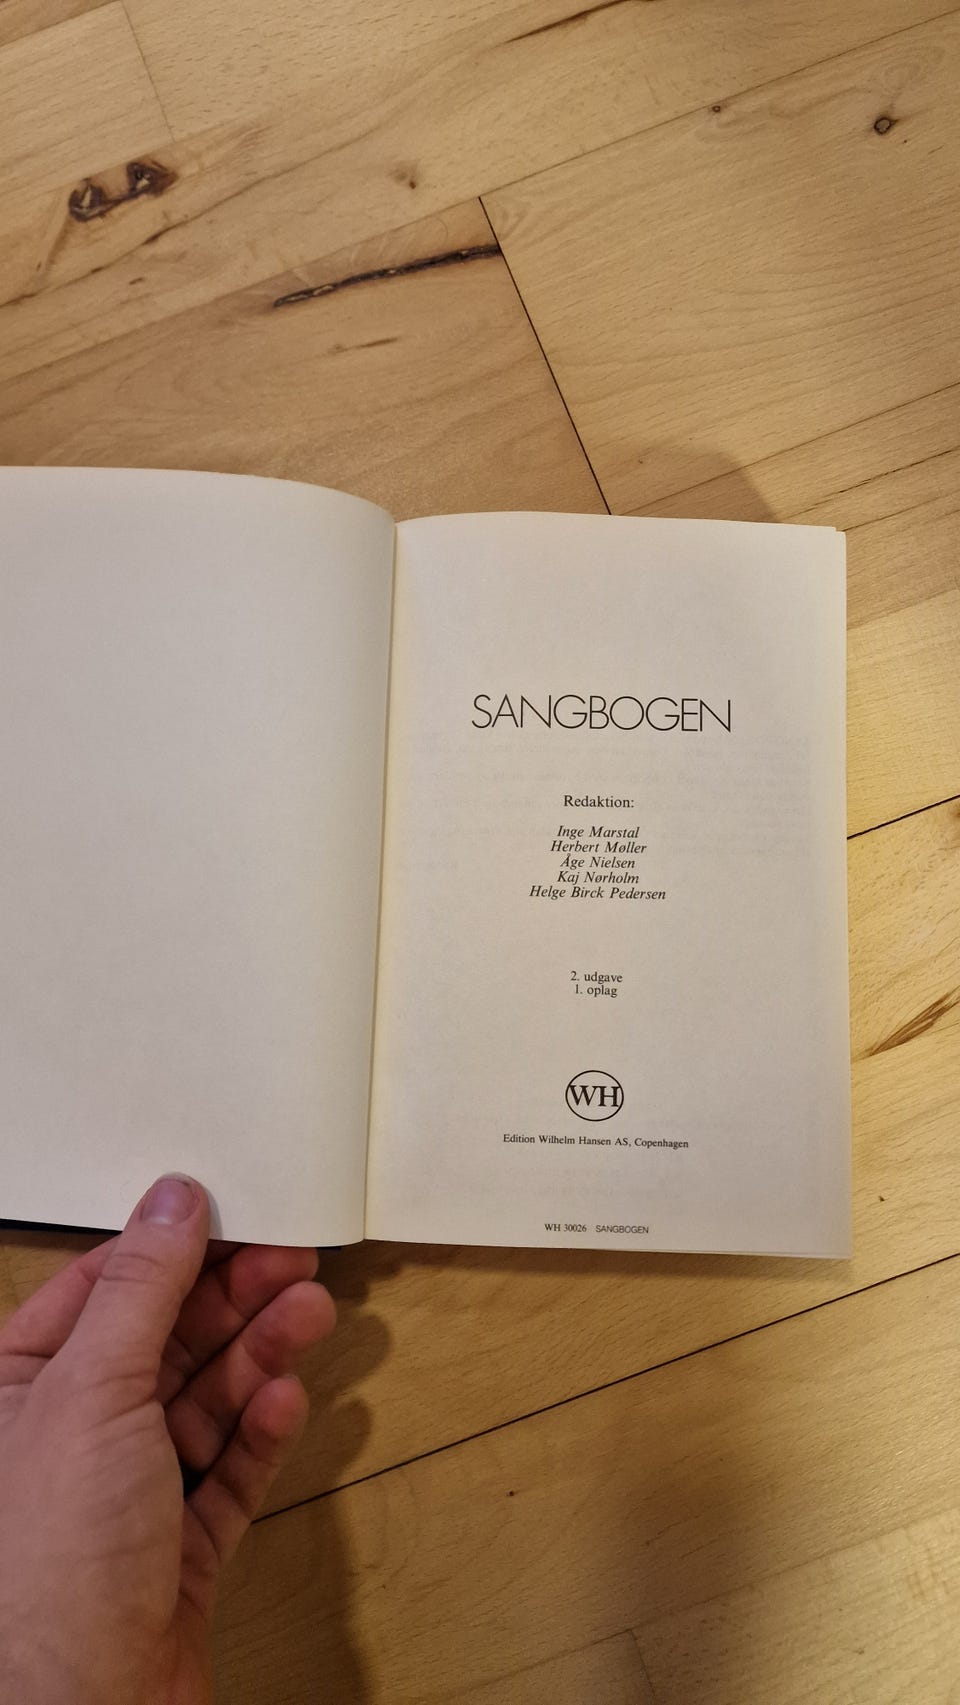 SANGBOGEN
Redaktion:
Inge Marstal
Herbert Møller
Åge Nielsen
Kaj Nørholm
Helge Birck Pedersen
2. udgave
1. oplag
WH
Edition Wilhelm Hansen AS, Copenhagen
WH 30026 SANGBOGEN